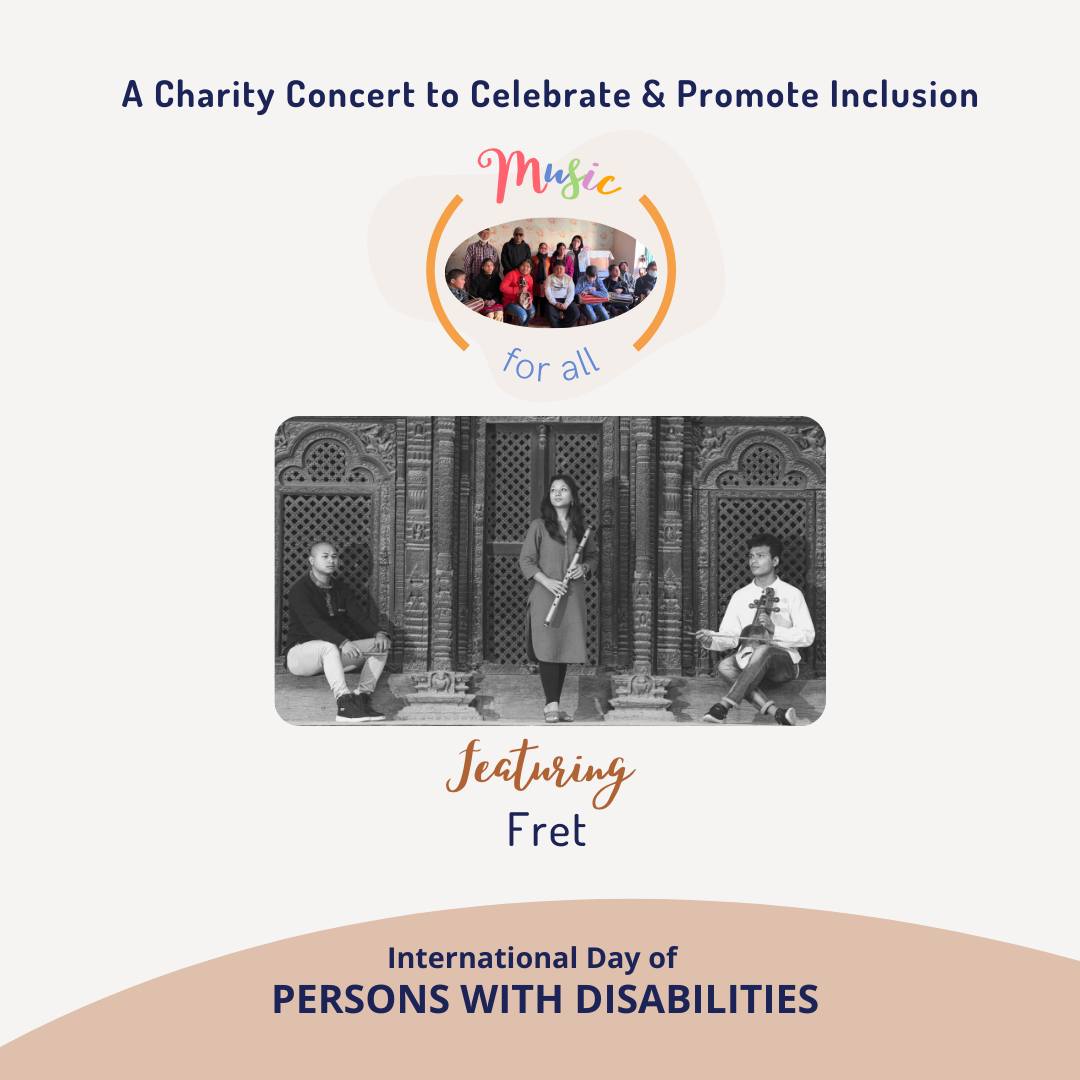 A Charity Concert to Celebrate & Promote Inclusion
Music
for all
featuring
Fret
International Day of
PERSONS WITH DISABILITIES